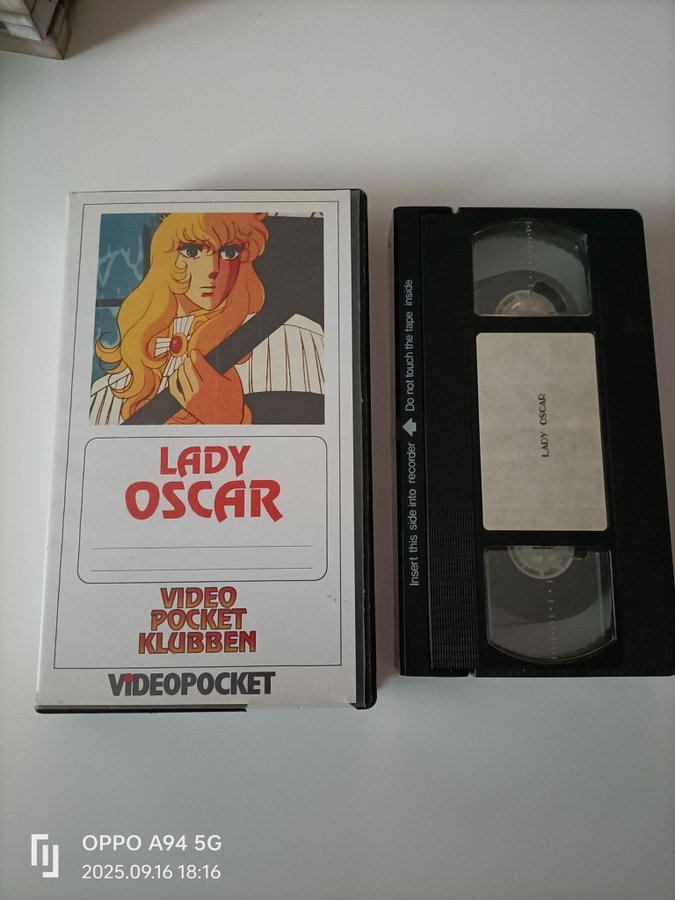 LADY
OSCAR
VIDEO
POCKET
KLUBBEN
ViDEOPOCKET
Insert this side into recorder Do not touch the tape inside
LADY OSCAR
OPPO A94 5G
2025.09.16 18:16